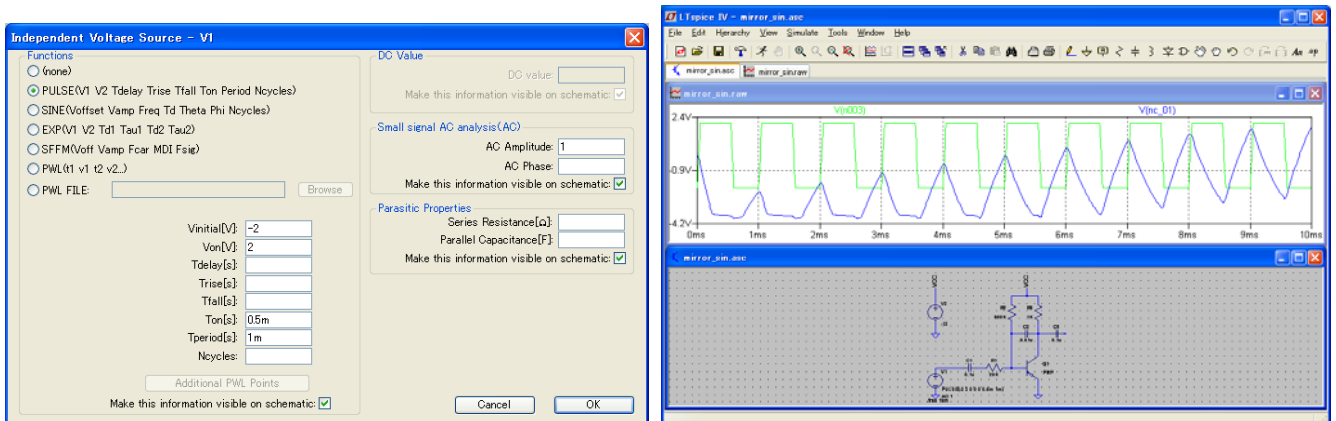 Independent Voltage Source - V1
Functions
(none)
PULSE(V1 V2 Tdelay Trise Tfall Ton Period Ncycles)
SINE(Voffset Vamp Freq Td Theta Phi Ncycles)
EXP(V1 V2 Td1 Tau1 Td2 Tau2)
SFFM(Voff Vamp Fcar MDI Fsig)
PWL(t1 v1 t2 v2...)
PWL FILE:
Browse
Vinitial[V]: -2
Von[V]: 2
Tdelay[s]:
Trise[s]:
Tfall[s]:
Ton[s]: 0.5m
Tperiod[s]: 1m
Ncycles:
Additional PWL Points
Make this information visible on schematic:
DC Value
DC value:
Make this information visible on schematic:
Small signal AC analysis(AC)
AC Amplitude: 1
AC Phase:
Make this information visible on schematic:
Parasitic Properties
Series Resistance[Ω]:
Parallel Capacitance[F]:
Make this information visible on schematic:
Cancel
OK
LTspice IV - mirror_sin.asc
File Edit Hierarchy View Simulate Tools Window Help
mirror_sin.asc
mirror_sin.raw
mirror_sin.raw
V(n003)
V(nc_01)
2.4V
-0.9V
-4.2V
0ms 1ms 2ms 3ms 4ms 5ms 6ms 7ms 8ms 9ms 10ms
mirror_sin.asc
V1
Q1
PNP
AC 1